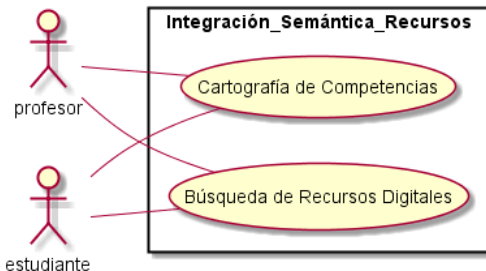 Integración_Semántica_Recursos
Cartografía de Competencias
profesor
Búsqueda de Recursos Digitales
estudiante